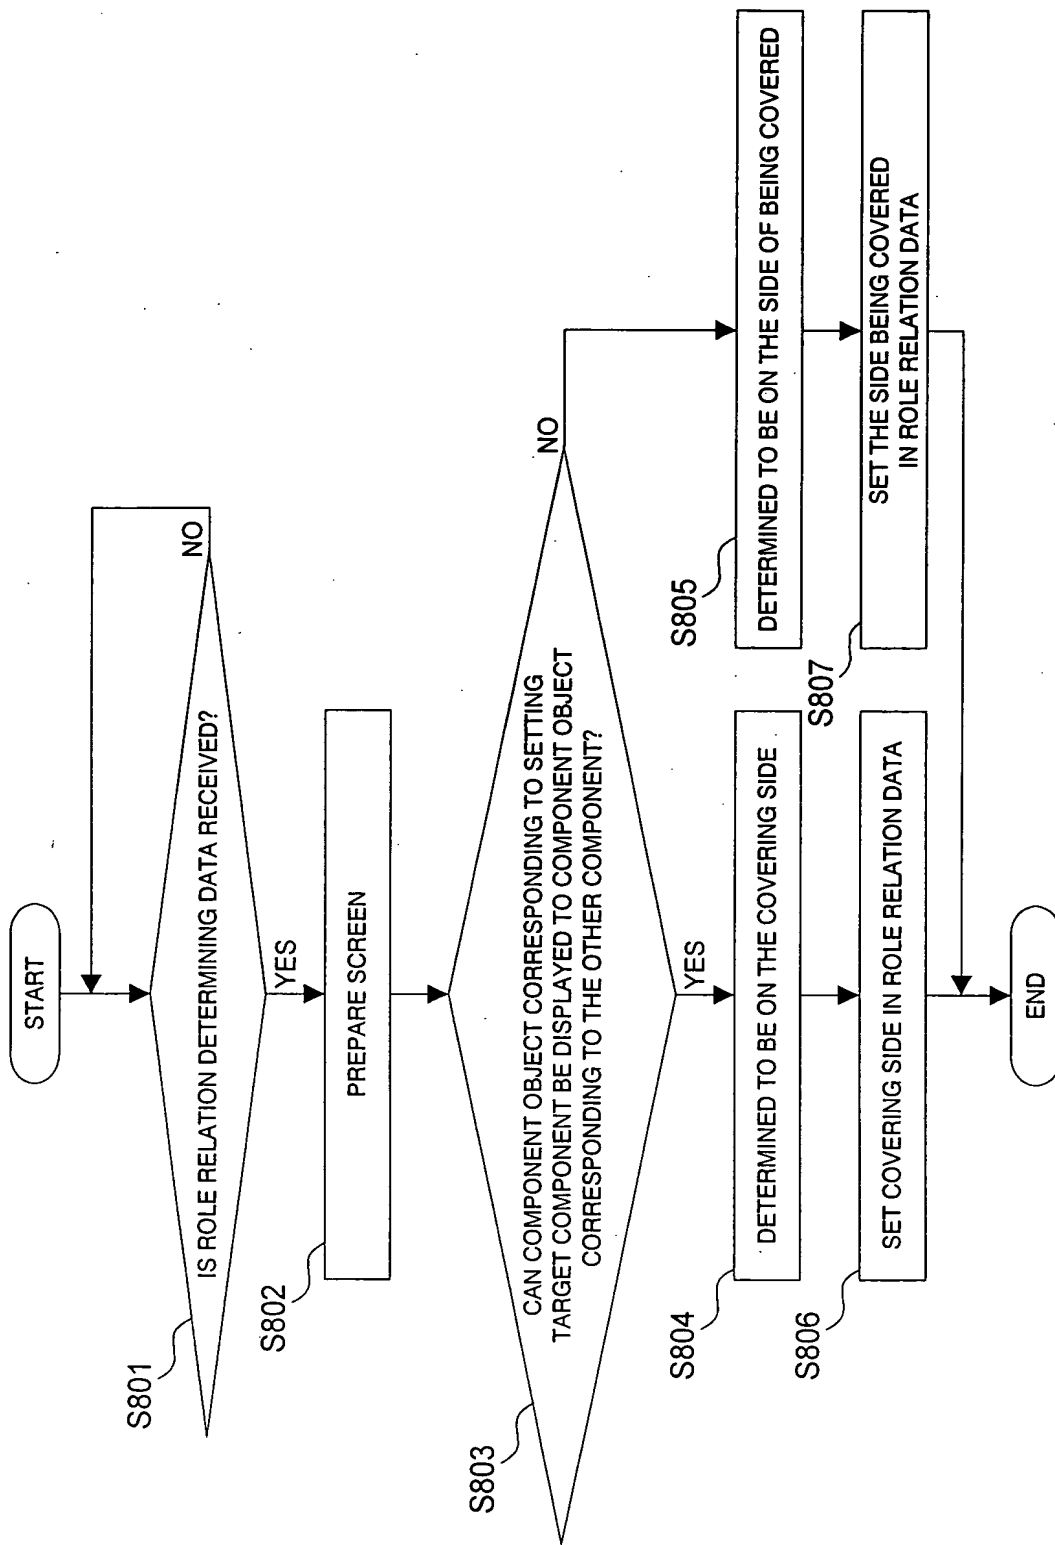 START
S801
IS ROLE RELATION DETERMINING DATA RECEIVED?
NO
YES
S802
PREPARE SCREEN
S803
CAN COMPONENT OBJECT CORRESPONDING TO SETTING
TARGET COMPONENT BE DISPLAYED TO COMPONENT OBJECT
CORRESPONDING TO THE OTHER COMPONENT?
NO
YES
S804
DETERMINED TO BE ON THE COVERING SIDE
S805
DETERMINED TO BE ON THE SIDE OF BEING COVERED
S806
SET COVERING SIDE IN ROLE RELATION DATA
S807
SET THE SIDE BEING COVERED
IN ROLE RELATION DATA
END